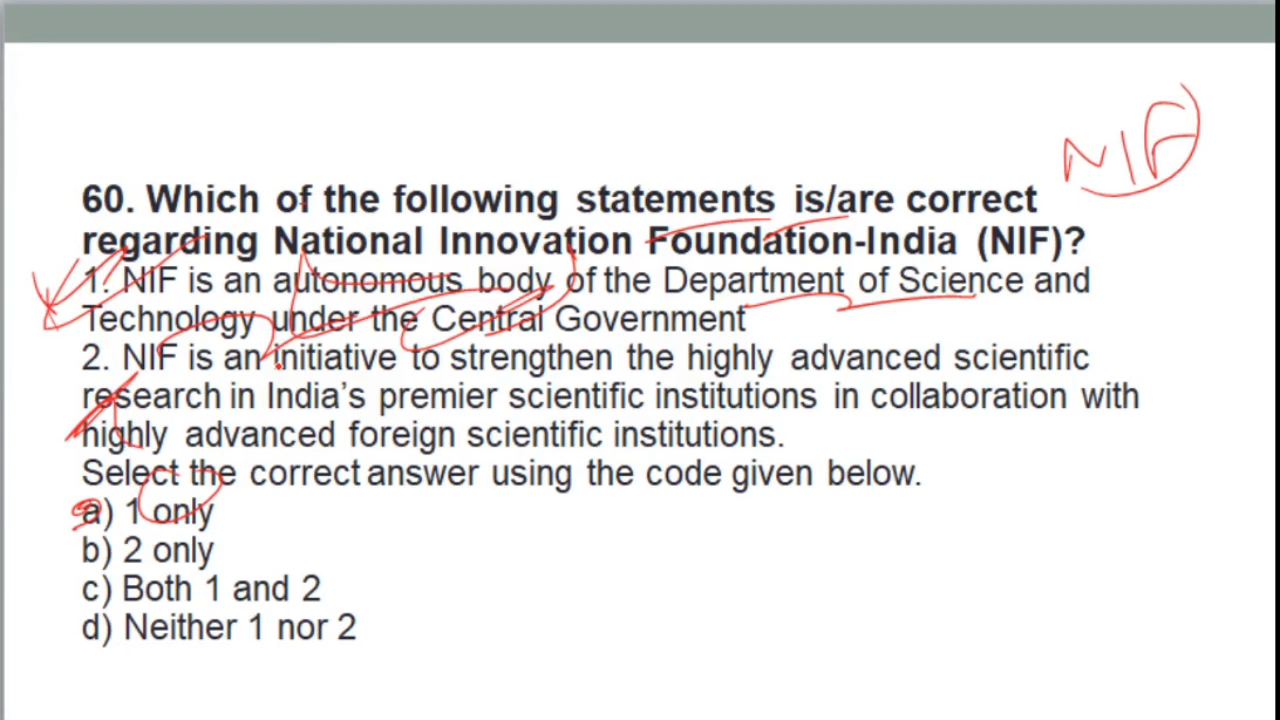 NIF
60. Which of the following statements is/are correct
regarding National Innovation Foundation-India (NIF)?
1. NIF is an autonomous body of the Department of Science and
Technology under the Central Government
2. NIF is an initiative to strengthen the highly advanced scientific
research in India’s premier scientific institutions in collaboration with
highly advanced foreign scientific institutions.
Select the correct answer using the code given below.
a) 1 only
b) 2 only
c) Both 1 and 2
d) Neither 1 nor 2